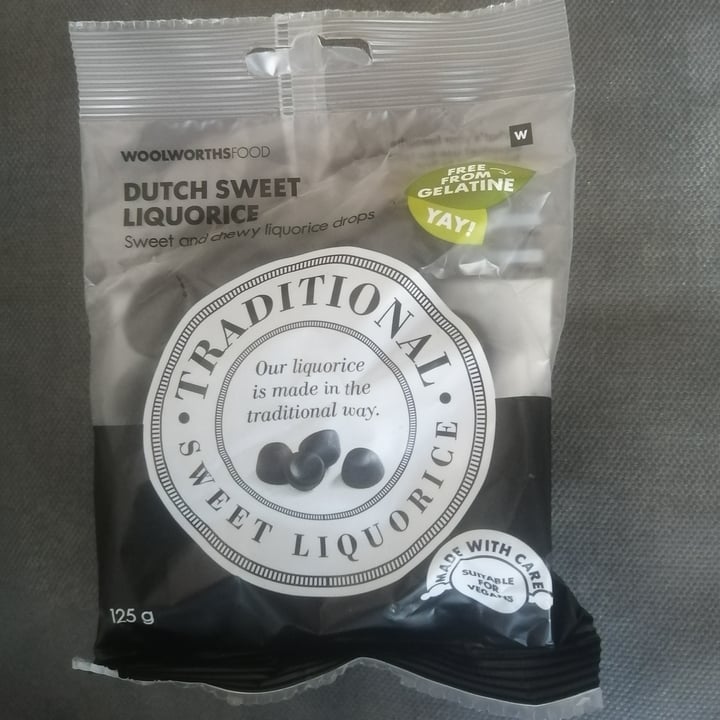 W
WOOLWORTHSFOOD
DUTCH SWEET
LIQUORICE
Sweet and chewy liquorice drops
FREE
FROM
GELATINE
YAY!
TRADITIONAL
Our liquorice
is made in the
traditional way.
SWEET LIQUORICE
MADE WITH CARE
SUITABLE
FOR
VEGANS
125 g